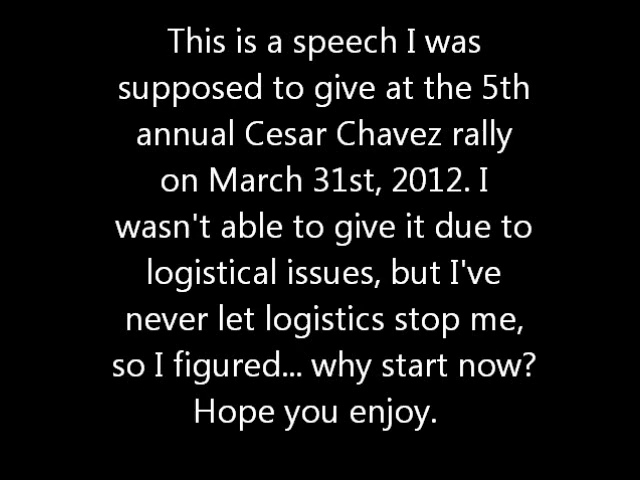 This is a speech I was
supposed to give at the 5th
annual Cesar Chavez rally
on March 31st, 2012. I
wasn't able to give it due to
logistical issues, but I've
never let logistics stop me,
so I figured... why start now?
Hope you enjoy.